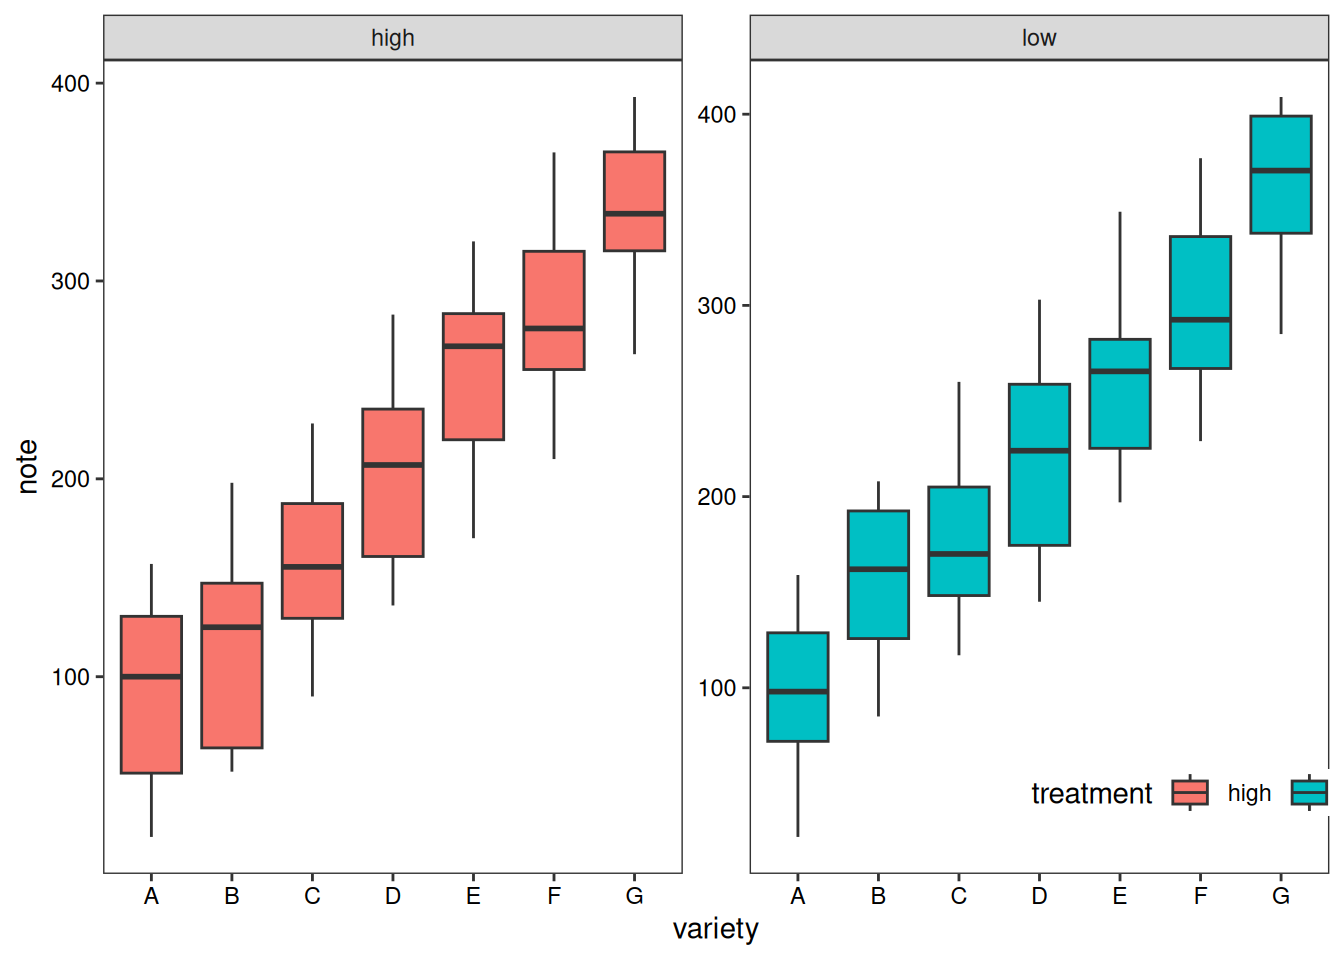 high
low
400
300
200
100
400
300
200
100
note
treatment high
A B C D E F G
A B C D E F G
variety